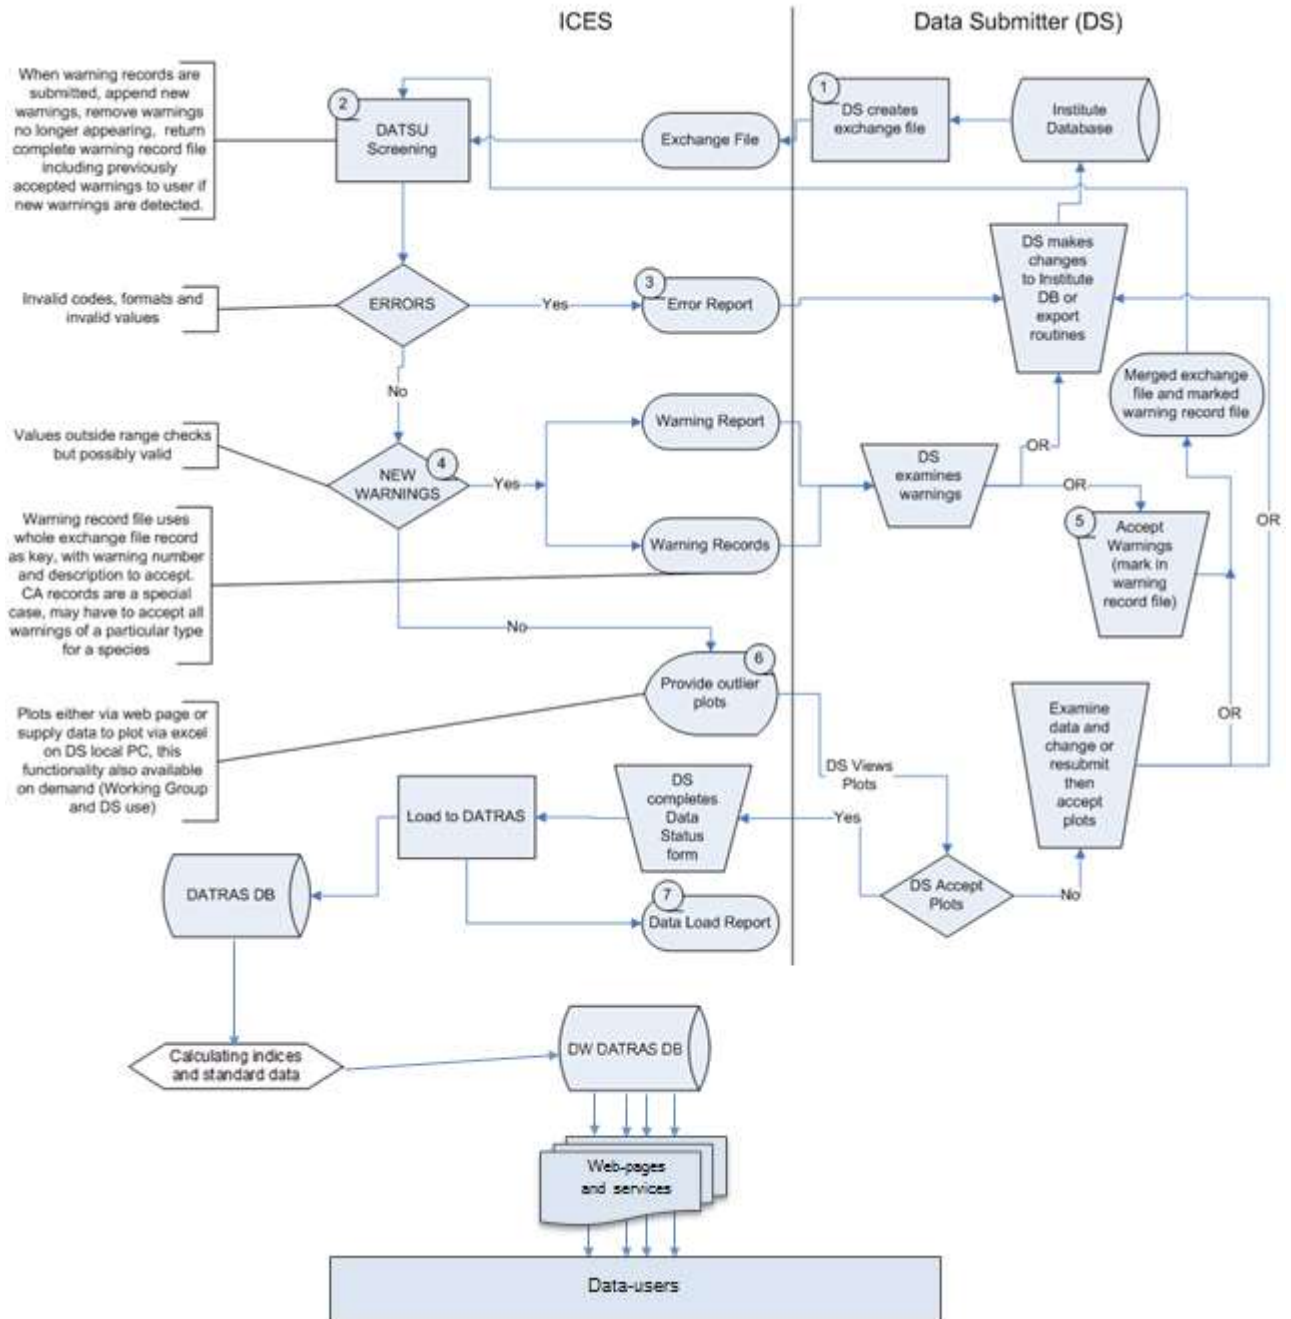 ICES
Data Submitter (DS)
When warning records are
submitted, append new
warnings, remove warnings
no longer appearing, return
complete warning record file
including previously
accepted warnings to user if
new warnings are detected.
2
DATSU
Screening
Exchange File
1
DS creates
exchange file
Institute
Database
DS makes
changes
to Institute
DB or
export
routines
Invalid codes, formats and
invalid values
ERRORS
Yes
3
Error Report
No
Merged exchange
file and marked
warning record file
Values outside range checks
but possibly valid
4
NEW
WARNINGS
Yes
Warning Report
Warning Records
DS
examines
warnings
OR
OR
OR
5
Accept
Warnings
(mark in
warning
record file)
Warning record file uses
whole exchange file record
as key, with warning number
and description to accept.
CA records are a special
case, may have to accept all
warnings of a particular type
for a species
No
6
Provide outlier
plots
Plots either via web page or
supply data to plot via excel
on DS local PC, this
functionality also available
on demand (Working Group
and DS use)
DS Views
Plots
Examine
data and
change or
resubmit
then
accept
plots
OR
Load to DATRAS
DS
completes
Data
Status
form
Yes
DS Accept
Plots
No
DATRAS DB
7
Data Load Report
Calculating indices
and standard data
DW DATRAS DB
Web-pages
and services
Data-users